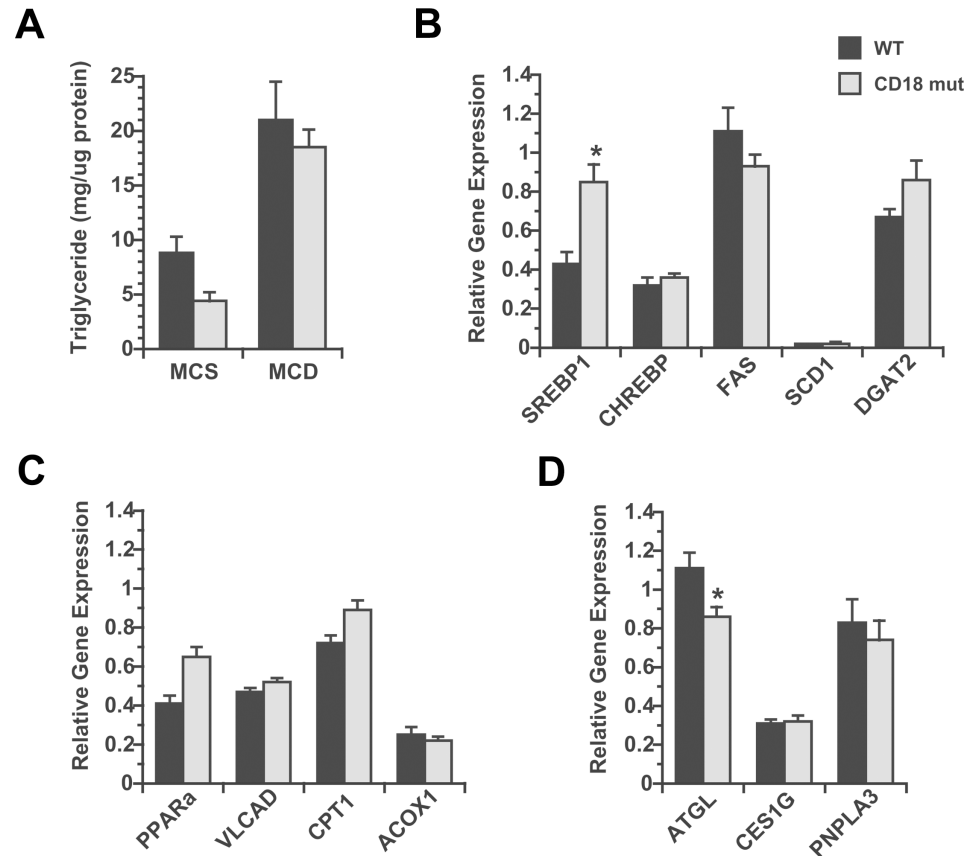 A
Triglyceride (mg/ug protein)
25
20
15
10
5
0
MCS
MCD
B
WT
CD18 mut
Relative Gene Expression
1.4
1.2
1
0.8
0.6
0.4
0.2
0
*
SREBP1
CHREBP
FAS
SCD1
DGAT2
C
Relative Gene Expression
1.4
1.2
1
0.8
0.6
0.4
0.2
0
PPARa
VLCAD
CPT1
ACOX1
D
Relative Gene Expression
1.4
1.2
1
0.8
0.6
0.4
0.2
0
*
ATGL
CES1G
PNPLA3